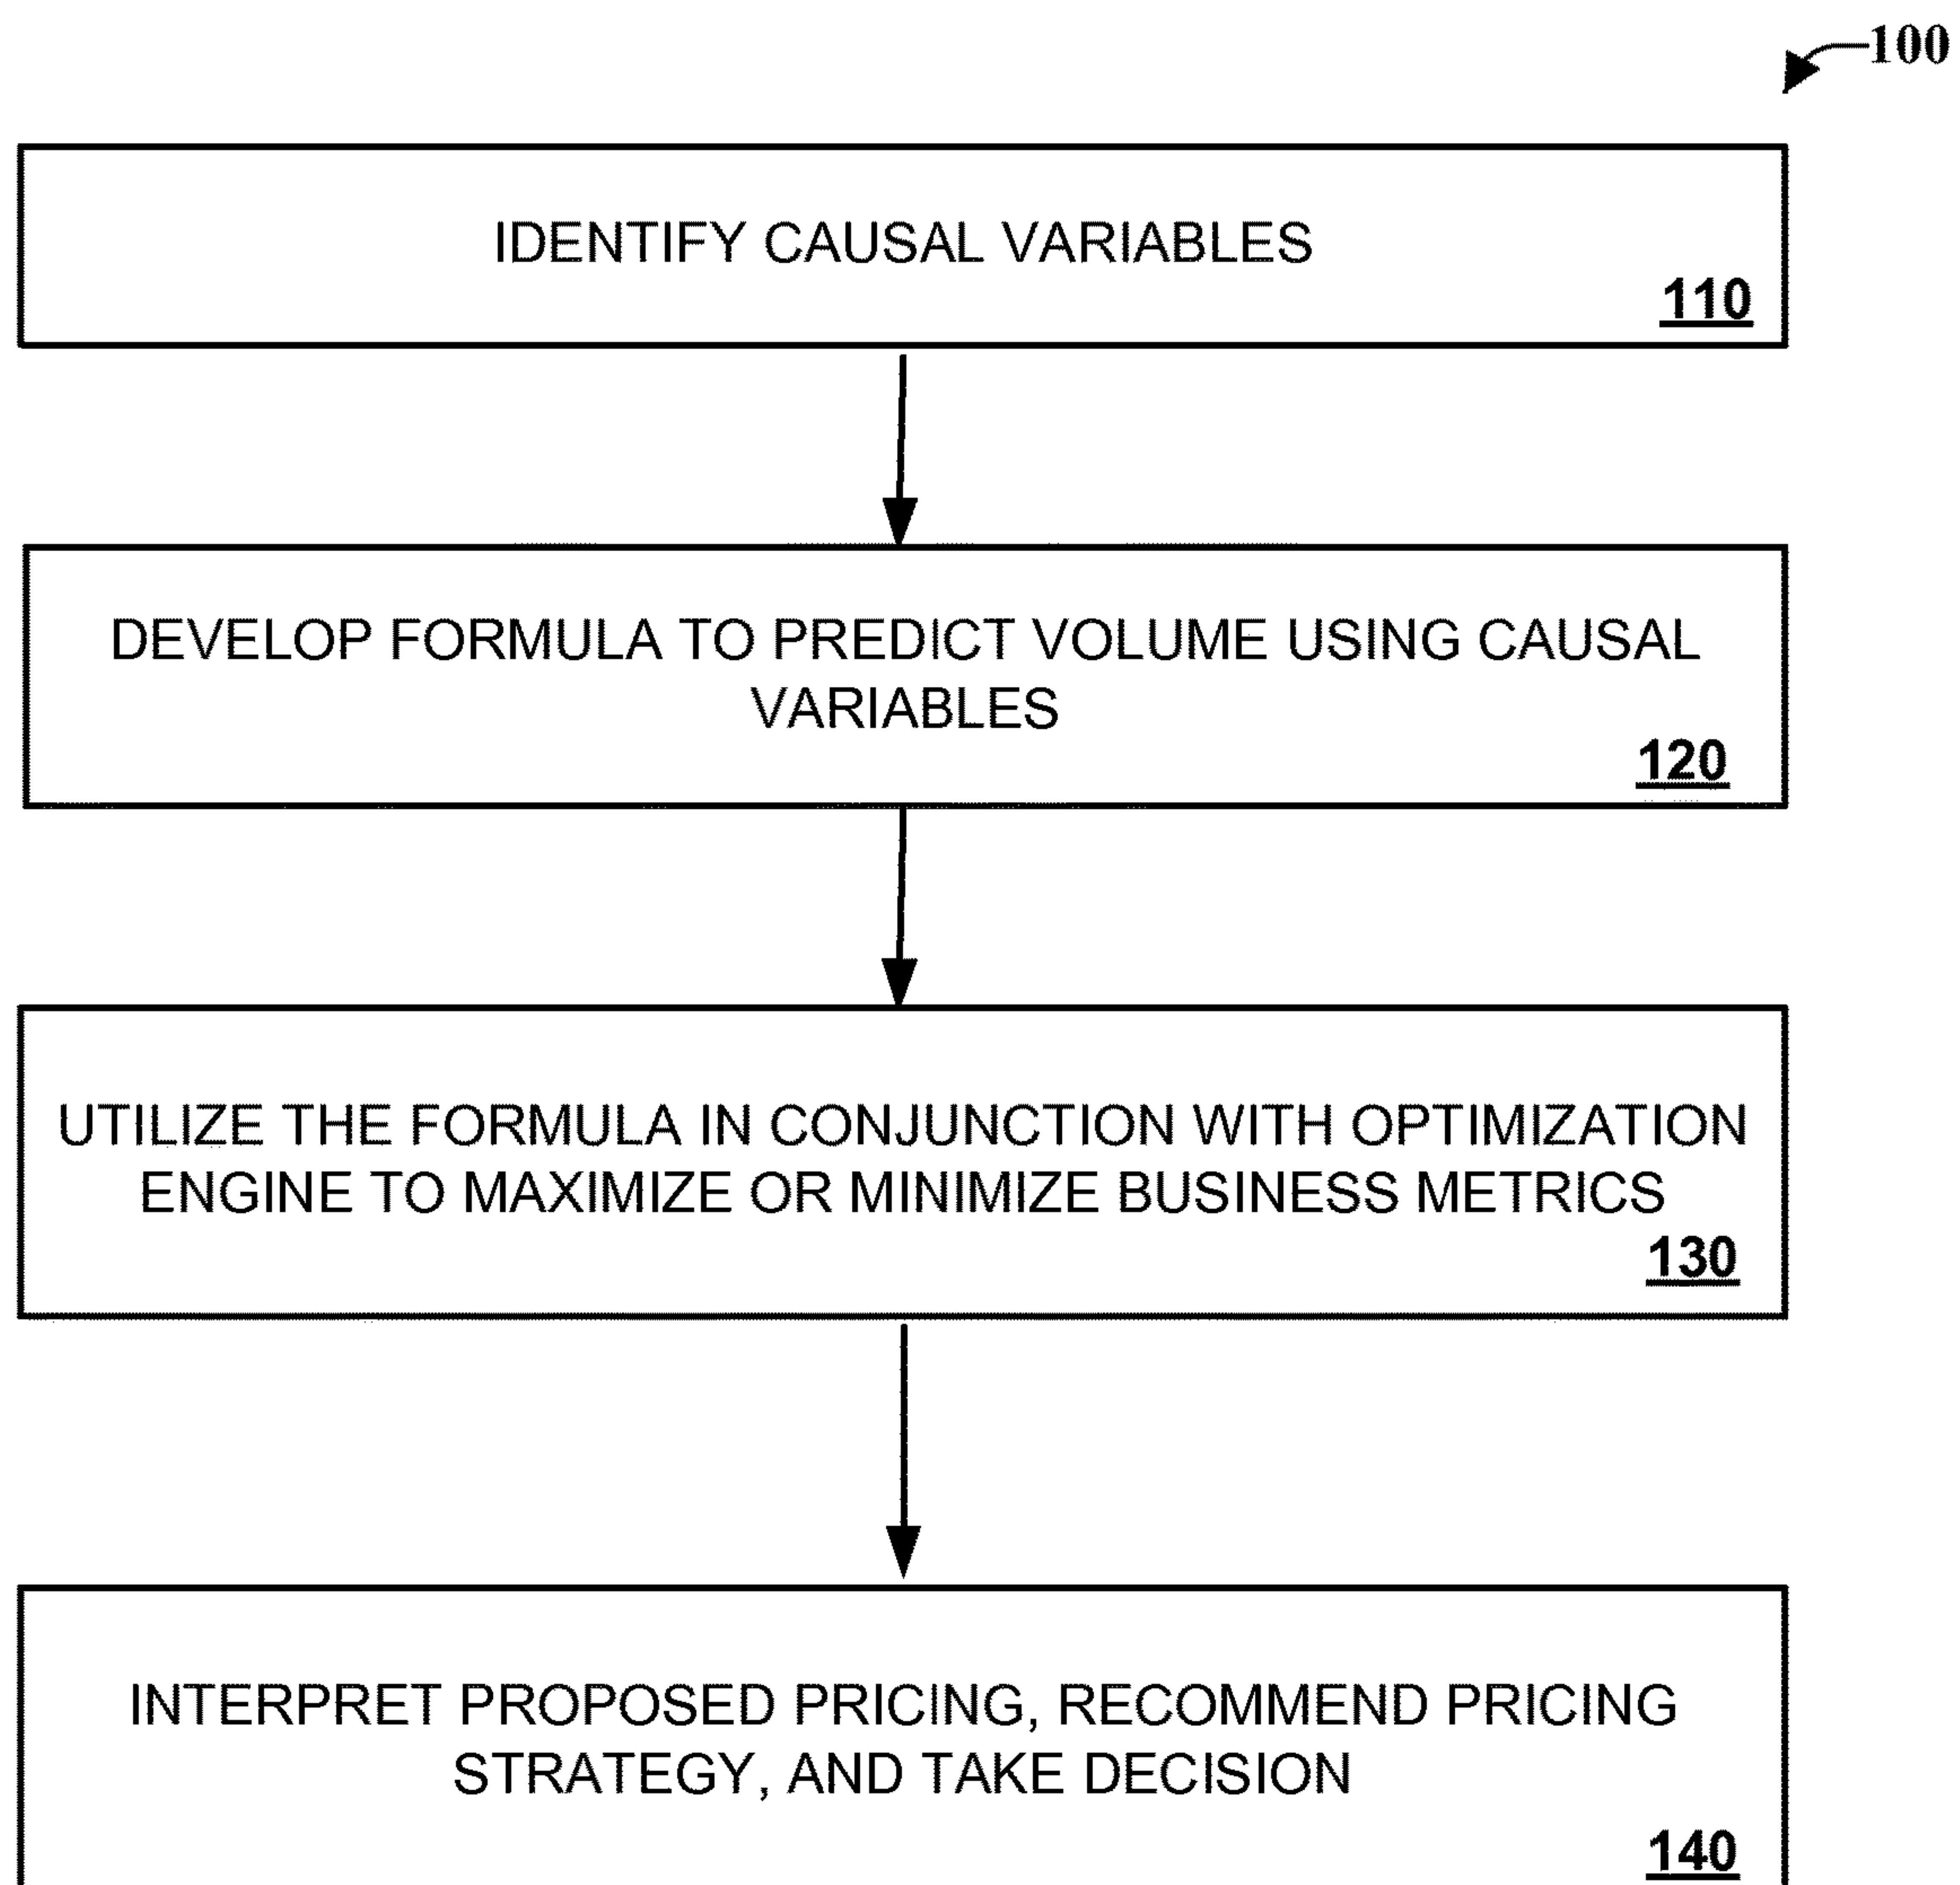 100
IDENTIFY CAUSAL VARIABLES
110
DEVELOP FORMULA TO PREDICT VOLUME USING CAUSAL
VARIABLES
120
UTILIZE THE FORMULA IN CONJUNCTION WITH OPTIMIZATION
ENGINE TO MAXIMIZE OR MINIMIZE BUSINESS METRICS
130
INTERPRET PROPOSED PRICING, RECOMMEND PRICING
STRATEGY, AND TAKE DECISION
140